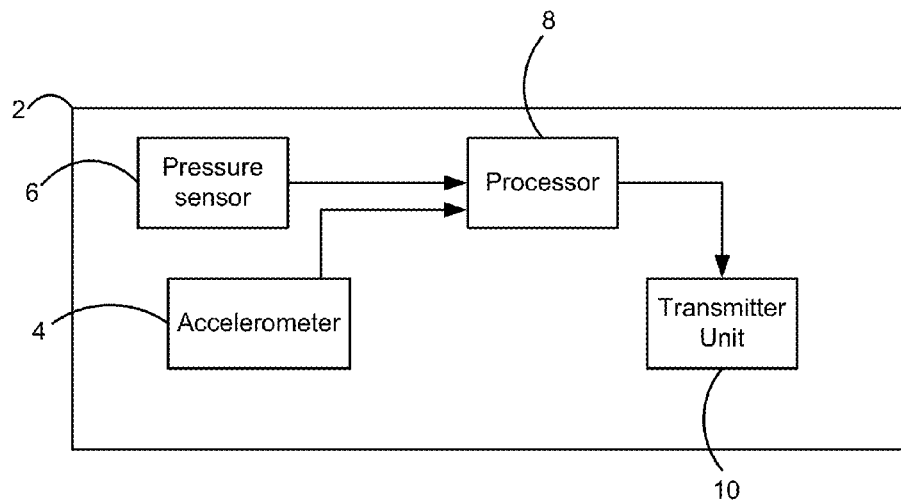 8
2
Pressure
sensor
Processor
6
4
Accelerometer
Transmitter
Unit
10